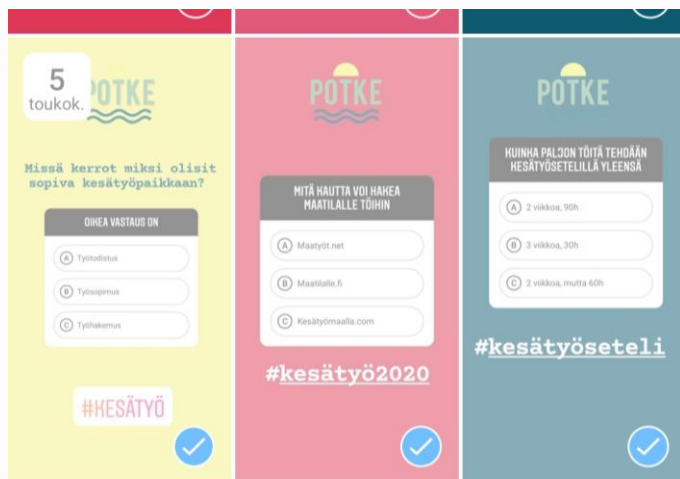 5
toukok.
POTKE
Missä kerrot miksi olisit
sopiva kesätyöpaikkaan?
OIKEA VASTAUS ON
A Työtodistus
B Työsopimus
C Työhakemus
#KESÄTYÖ
POTKE
MITÄ KAUTTA VOI HAKEA
MAATILALLE TÖIHIN
A Maatyöt.net
B Maatilalle.fi
C Kesätyömaalla.com
#kesätyö2020
POTKE
KUINKA PALJON TÖITÄ TEHDÄÄN
KESÄTYÖSETELILLÄ YLEENSÄ
A 2 viikkoa, 90h
B 3 viikkoa, 30h
C 2 viikkoa, mutta 60h
#kesätyöseteli